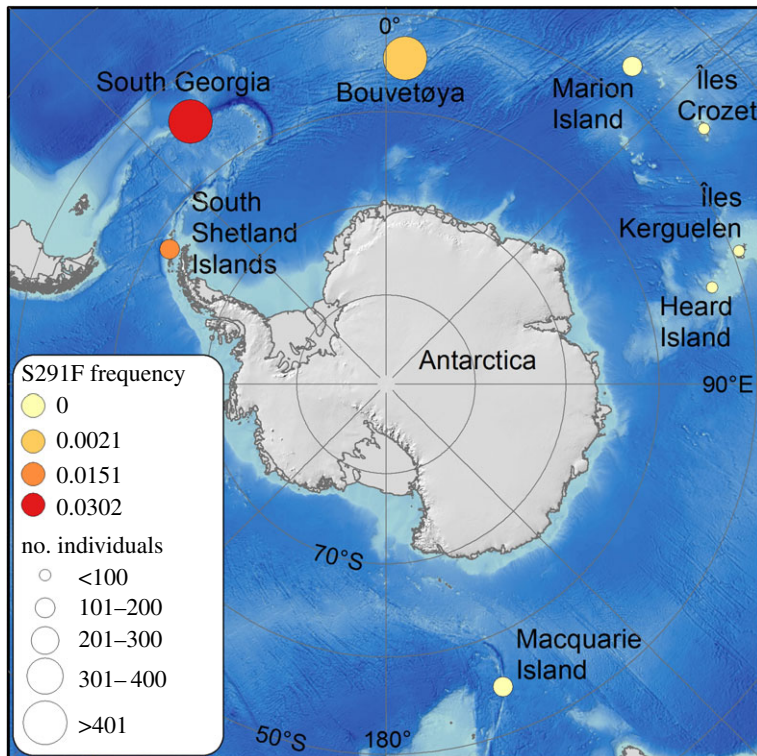 0°
South Georgia
Bouvetøya
Marion
Island
Îles
Crozet
South
Shetland
Islands
Îles
Kerguelen
Heard
Island
Antarctica
90°E
S291F frequency
0
0.0021
0.0151
0.0302
no. individuals
<100
101–200
201–300
301–400
>401
70°S
Macquarie
Island
50°S
180°